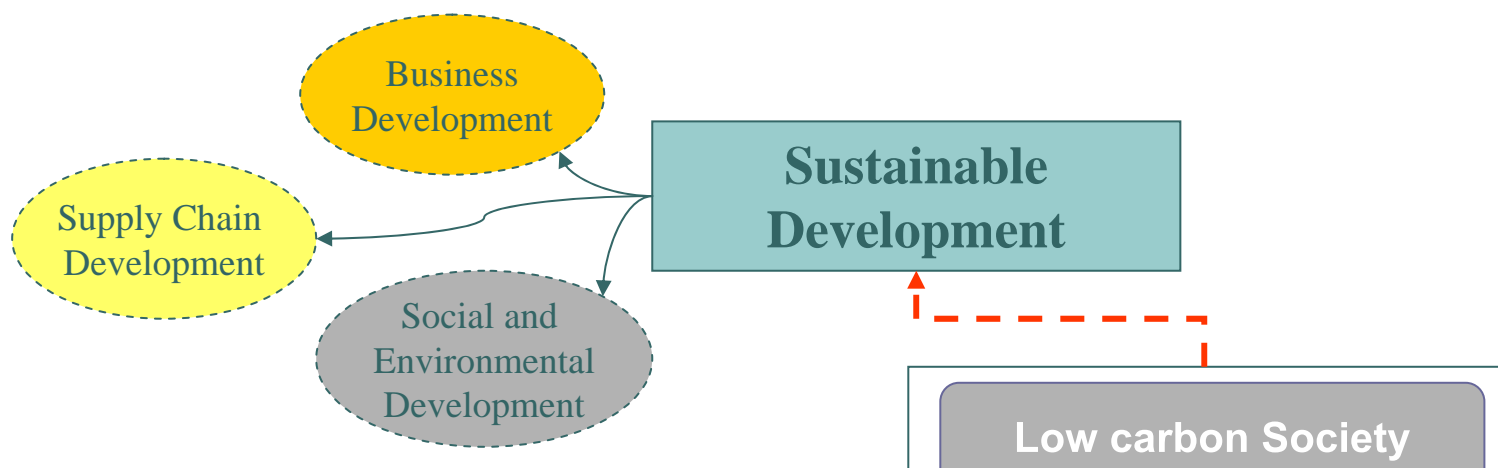 Business
Development
Sustainable
Development
Supply Chain
Development
Social and
Environmental
Development
Low carbon Society